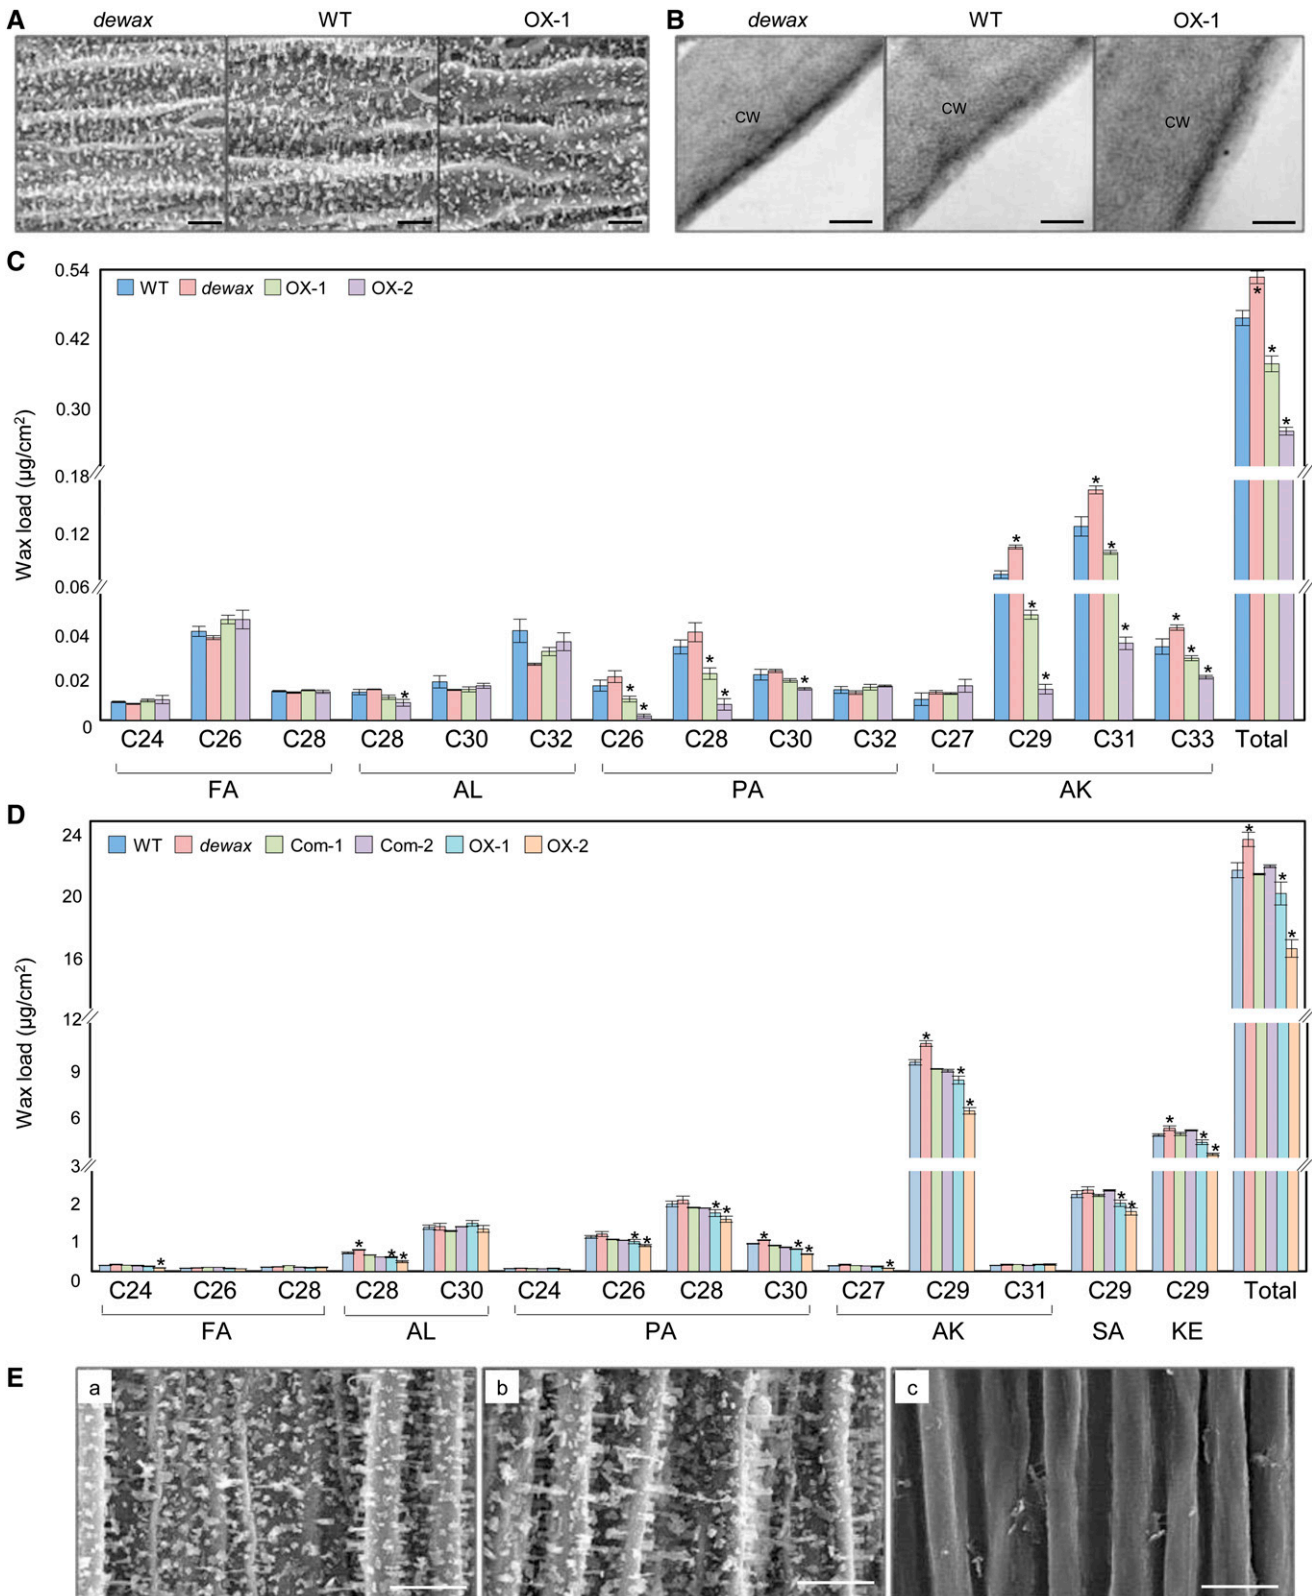 A dewax WT OX-1
B dewax WT OX-1
CW CW CW
C
WT dewax OX-1 OX-2
Wax load (µg/cm²)
0.54
0.42
0.30
0.18
0.12
0.06
0.04
0.02
0
* * * * * * * * * * * * * * * * * * *
C24 C26 C28 C28 C30 C32 C26 C28 C30 C32 C27 C29 C31 C33 Total
FA AL PA AK
D
WT dewax Com-1 Com-2 OX-1 OX-2
Wax load (µg/cm²)
24
20
16
12
9
6
3
2
1
0
* * * * * * * * * * * * * * * * * * * * * * *
C24 C26 C28 C28 C30 C24 C26 C28 C30 C27 C29 C31 C29 C29 Total
FA AL PA AK SA KE
E
a b c